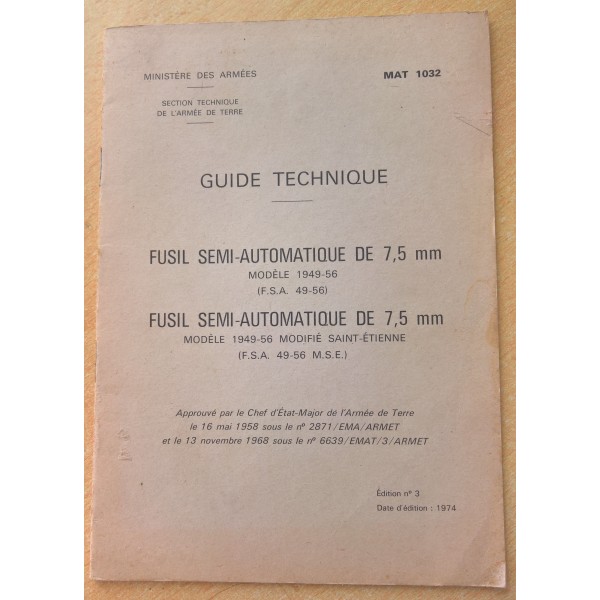 MINISTÈRE DES ARMÉES
MAT 1032
SECTION TECHNIQUE
DE L'ARMÉE DE TERRE
GUIDE TECHNIQUE
FUSIL SEMI-AUTOMATIQUE DE 7,5 mm
MODÈLE 1949-56
(F.S.A. 49-56)
FUSIL SEMI-AUTOMATIQUE DE 7,5 mm
MODÈLE 1949-56 MODIFIÉ SAINT-ÉTIENNE
(F.S.A. 49-56 M.S.E.)
Approuvé par le Chef d'État-Major de l'Armée de Terre
le 16 mai 1958 sous le n° 2871/EMA/ARMET
et le 13 novembre 1968 sous le n° 6639/EMAT/3/ARMET
Édition n° 3
Date d'édition : 1974